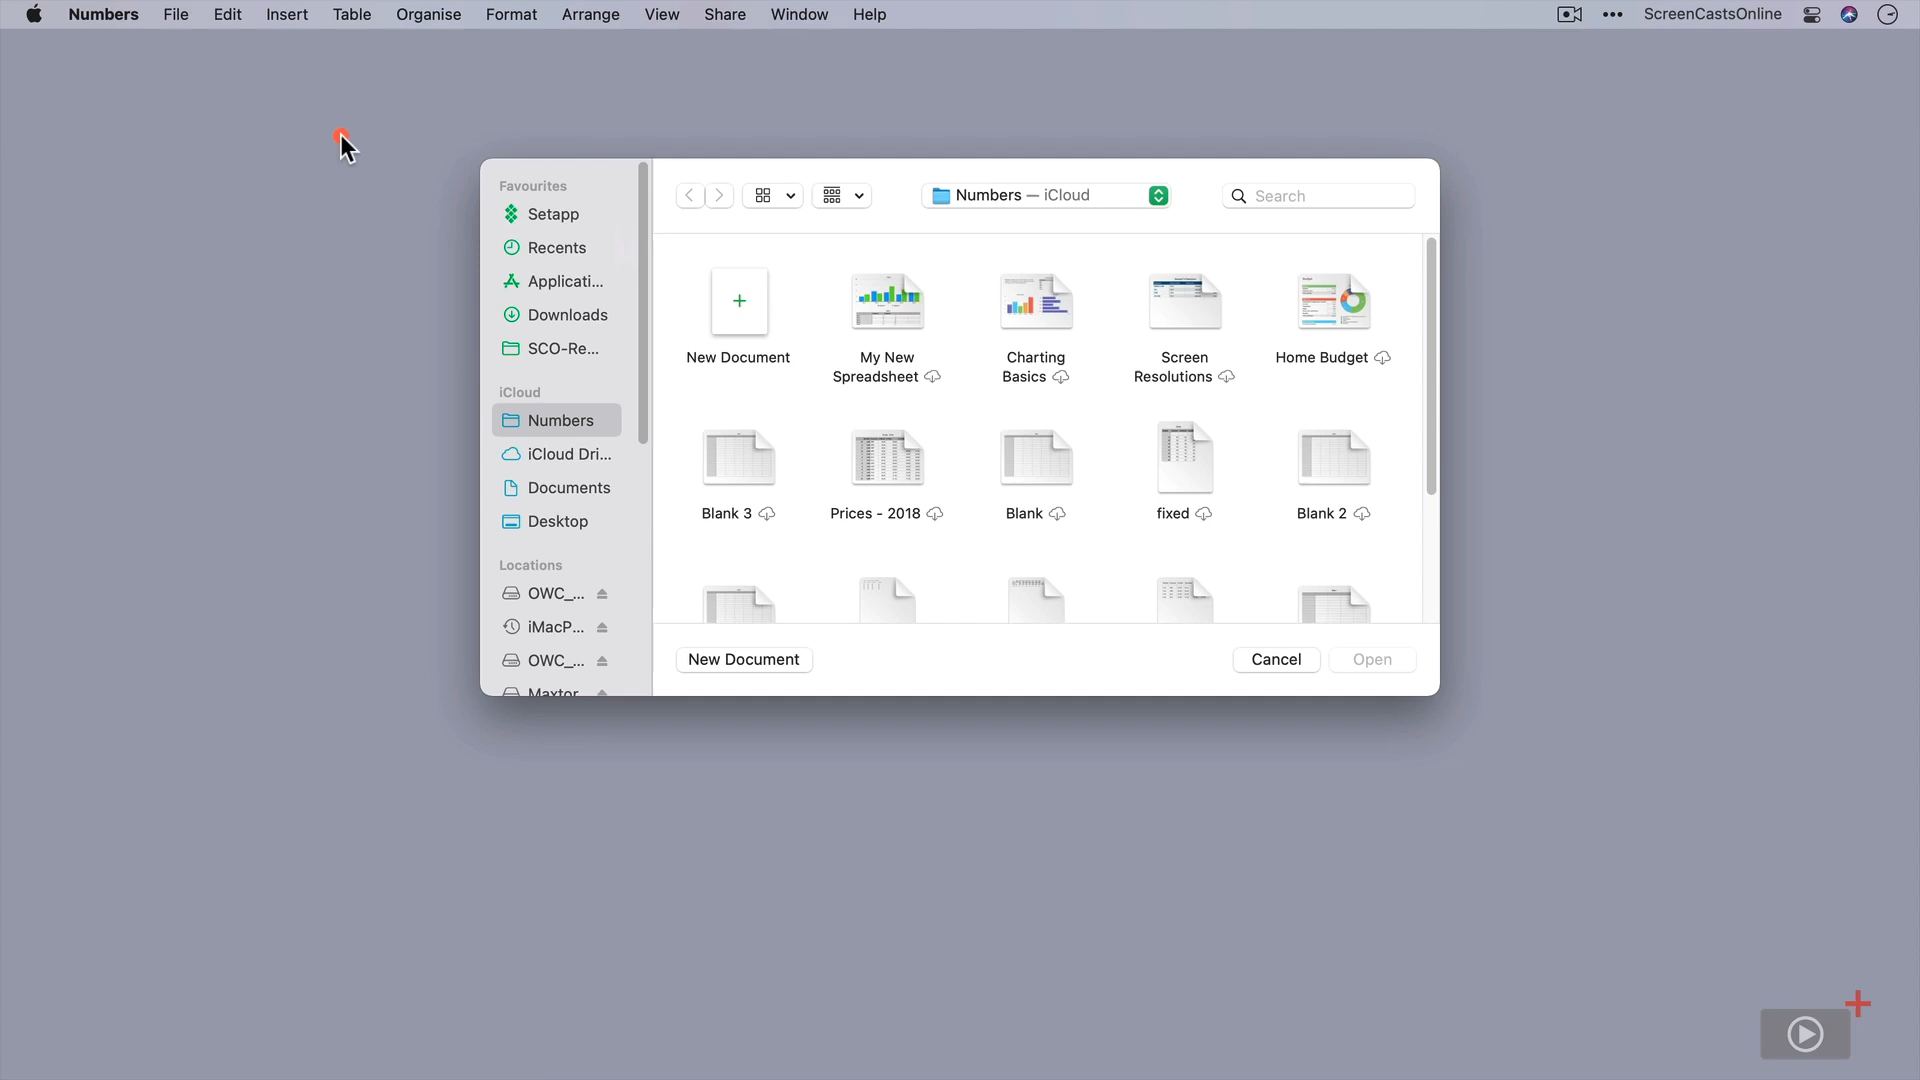 Numbers File Edit Insert Table Organise Format Arrange View Share Window Help ScreenCastsOnline
Favourites
Setapp
Recents
Applicati...
Downloads
SCO-Re...
iCloud
Numbers
iCloud Dri...
Documents
Desktop
Locations
OWC_...
iMacP...
OWC_...
Maxtor
Numbers — iCloud
Search
New Document
My New
Spreadsheet
Charting
Basics
Screen
Resolutions
Home Budget
Blank 3
Prices - 2018
Blank
fixed
Blank 2
New Document
Cancel
Open